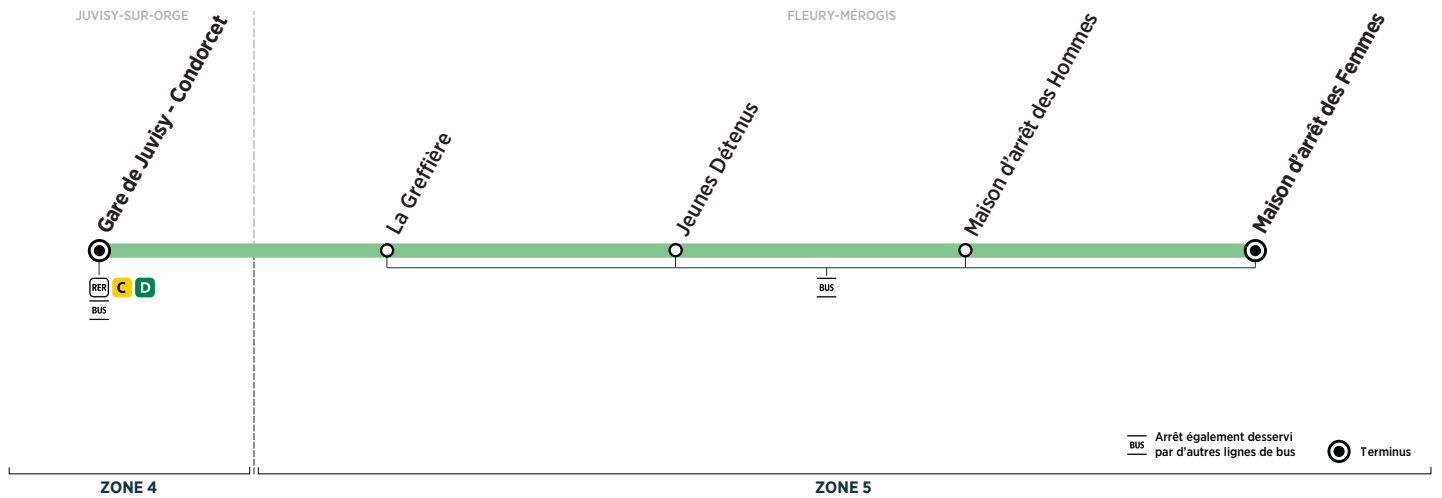 JUVISY-SUR-ORGE
FLEURY-MÉROGIS
Gare de Juvisy - Condorcet
La Greffière
Jeunes Détenus
Maison d'arrêt des Hommes
Maison d'arrêt des Femmes
RER C D
BUS
BUS
BUS
Arrêt également desservi
par d'autres lignes de bus
Terminus
ZONE 4
ZONE 5